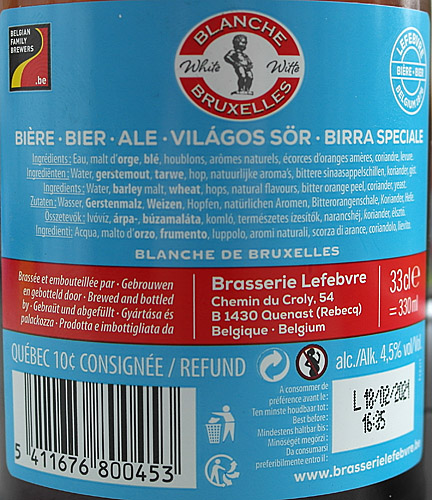 BELGIAN
FAMILY
BREWERS
.be
BLANCHE
White Witte
BRUXELLES
LEFEBVRE
BIÈRE • BIER
BELGIUM
BIÈRE • BIER • ALE • VILÁGOS SÖR • BIRRA SPECIALE
Ingrédients : Eau, malt d'orge, blé, houblons, arômes naturels, écorces d'oranges amères, coriandre, levure.
Ingrediënten: Water, gerstemout, tarwe, hop, natuurlijke aroma's, bittere sinaasappelschillen, koriander, gist.
Ingredients: Water, barley malt, wheat, hops, natural flavours, bitter orange peel, coriander, yeast.
Zutaten: Wasser, Gerstenmalz, Weizen, Hopfen, natürlichen Aromen, Bitterorangenschale, Koriander, Hefe.
Összetevők: Ivóvíz, árpa-, búzamaláta, komló, természetes ízesítők, narancshéj, koriander, élesztő.
Ingredienti: Acqua, malto d'orzo, frumento, luppolo, aromi naturali, scorza di arance, coriandolo, lievito.
BLANCHE DE BRUXELLES
Brassée et embouteillée par • Gebrouwen
en gebotteld door • Brewed and bottled
by • Gebraut und abgefüllt • Gyártása és
palackozza • Prodotta e imbottigliata da
Brasserie Lefebvre
Chemin du Croly, 54
B 1430 Quenast (Rebecq)
Belgique • Belgium
33cl e
= 330 ml
QUÉBEC 10¢ CONSIGNÉE / REFUND
alc./Alk. 4,5% vol/Vol.
A consommer de
préférence avant le :
Ten minste houdbaar tot:
Best before:
Mindestens haltbar bis:
Minőségét megőrzi:
Da consumarsi
preferibilmente entro il :
L 18/02/2021
16:35
5 411676 800453
www.brasserielefebvre.be